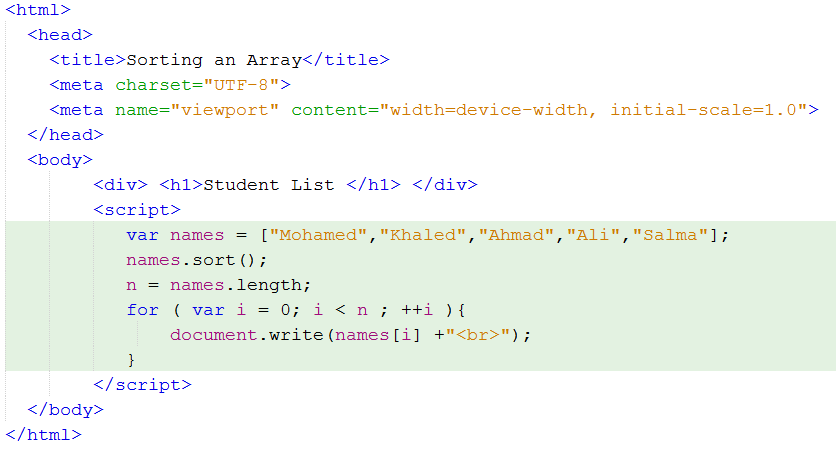 <html>
<head>
<title>Sorting an Array</title>
<meta charset="UTF-8">
<meta name="viewport" content="width=device-width, initial-scale=1.0">
</head>
<body>
<div> <h1>Student List </h1> </div>
<script>
var names = ["Mohamed","Khaled","Ahmad","Ali","Salma"];
names.sort();
n = names.length;
for ( var i = 0; i < n ; ++i ){
document.write(names[i] +"<br>");
}
</script>
</body>
</html>